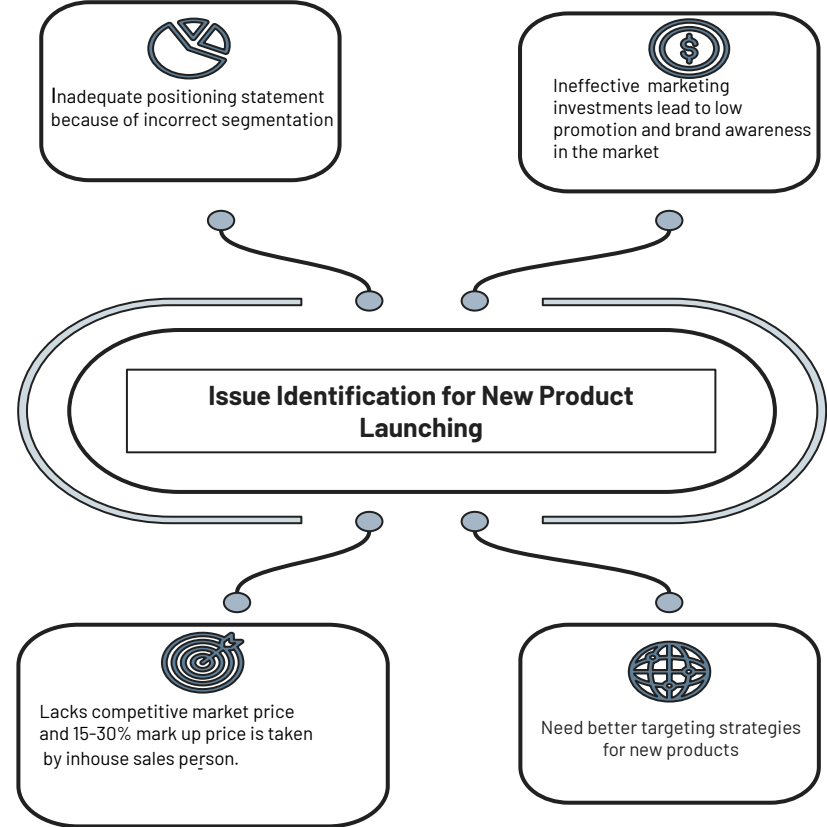 Inadequate positioning statement
because of incorrect segmentation
Ineffective marketing
investments lead to low
promotion and brand awareness
in the market
Issue Identification for New Product
Launching
Lacks competitive market price
and 15-30% mark up price is taken
by inhouse sales person.
Need better targeting strategies
for new products